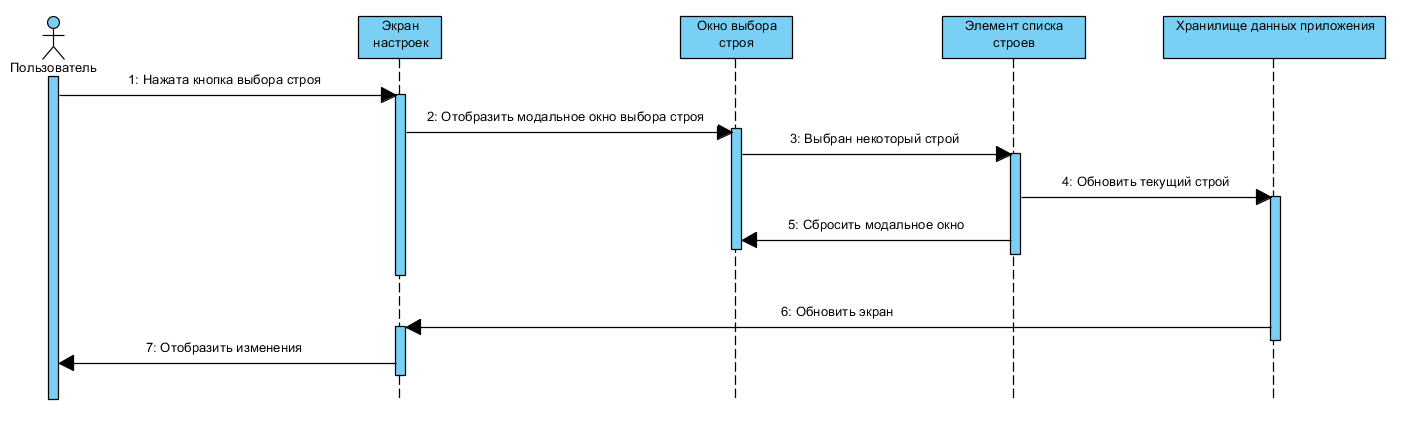 Экран
настроек
Окно выбора
строя
Элемент списка
строев
Хранилище данных приложения
Пользователь
1: Нажата кнопка выбора строя
2: Отобразить модальное окно выбора строя
3: Выбран некоторый строй
4: Обновить текущий строй
5: Сбросить модальное окно
6: Обновить экран
7: Отобразить изменения